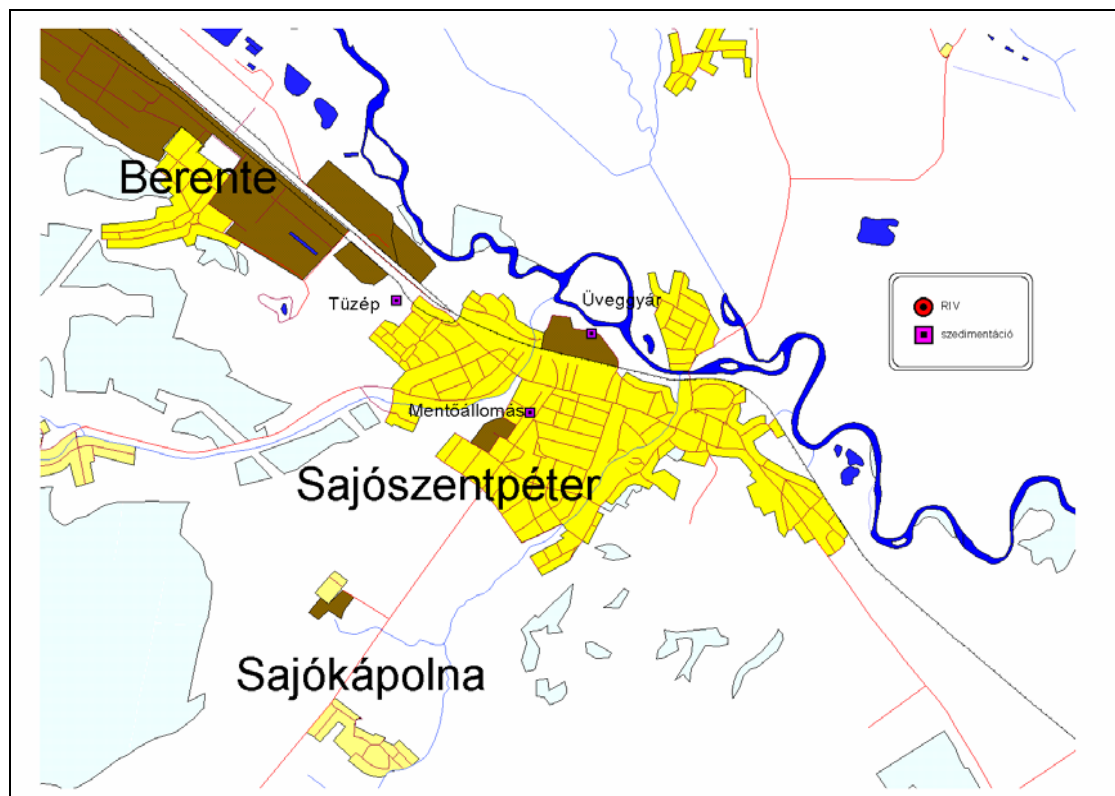 Berente
Tüzép
Üveggyár
RIV
szedimentáció
Mentőállomás
Sajószentpéter
Sajókápolna